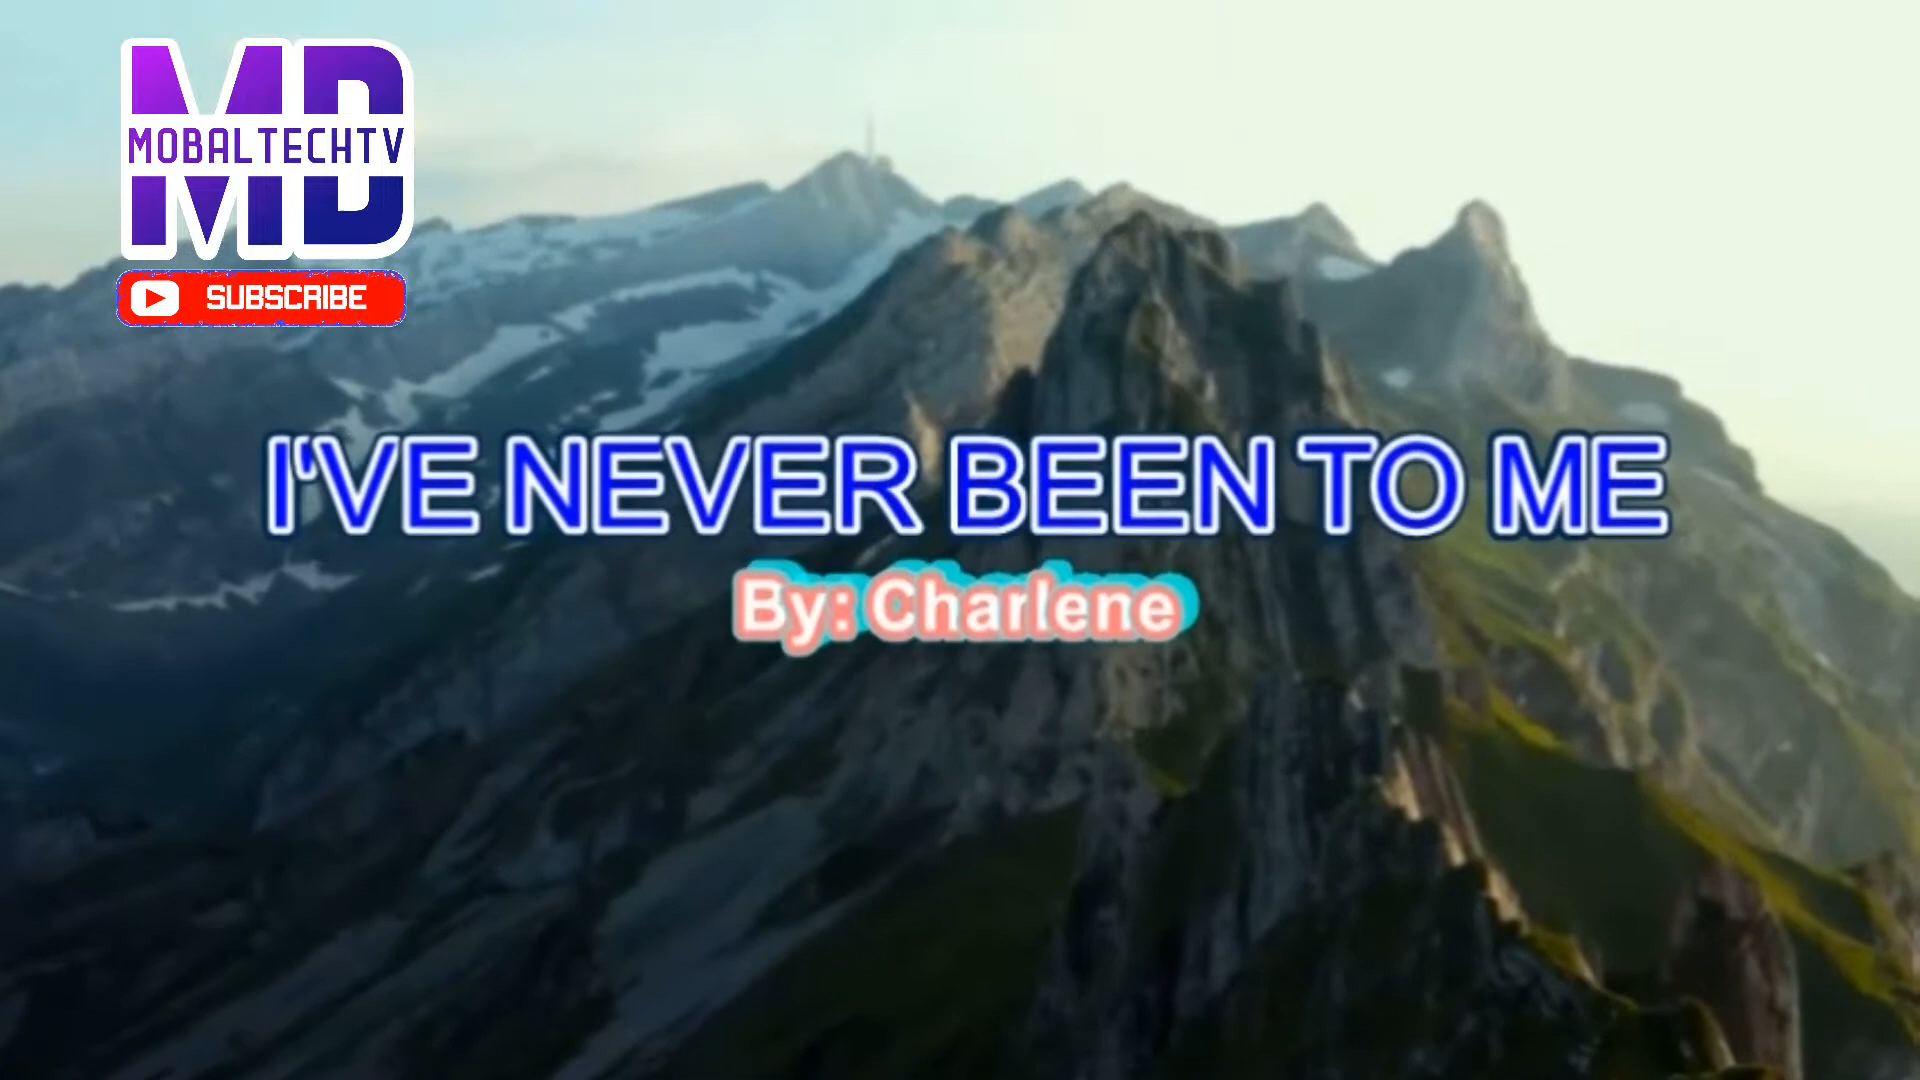 MD
MOBALTECHTV
SUBSCRIBE
I'VE NEVER BEEN TO ME
By: Charlene